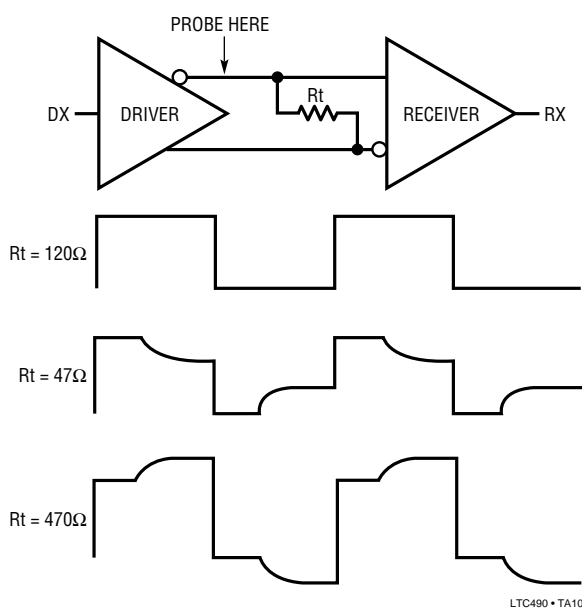 PROBE HERE
DX
DRIVER
Rt
RECEIVER
RX
Rt = 120Ω
Rt = 47Ω
Rt = 470Ω
LTC490 • TA10